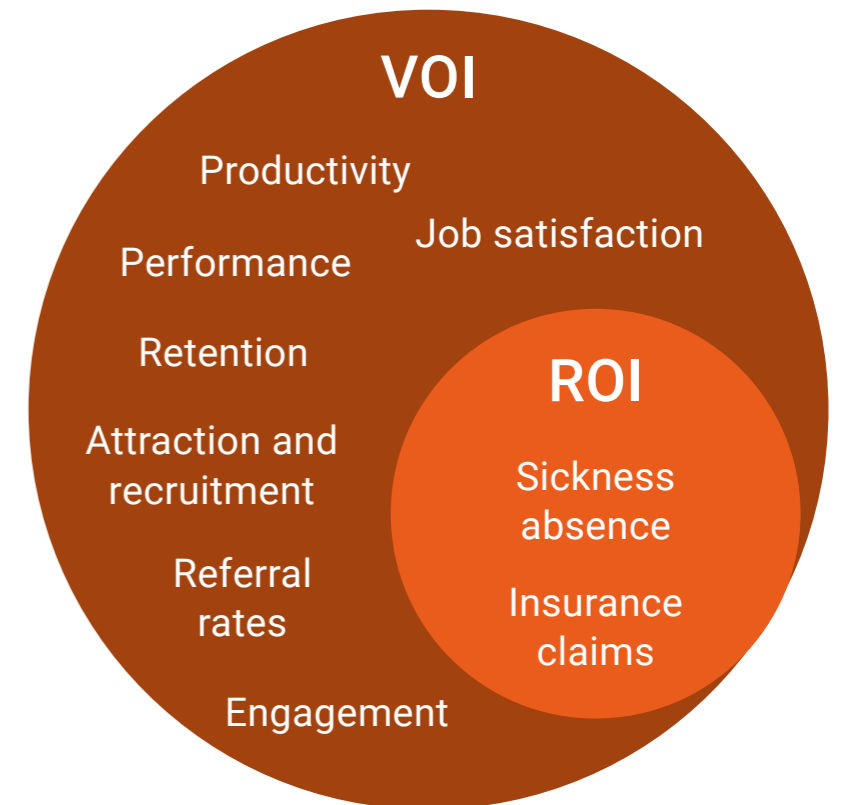 VOI
Productivity
Job satisfaction
Performance
Retention
Attraction and
recruitment
Referral
rates
Engagement
ROI
Sickness
absence
Insurance
claims